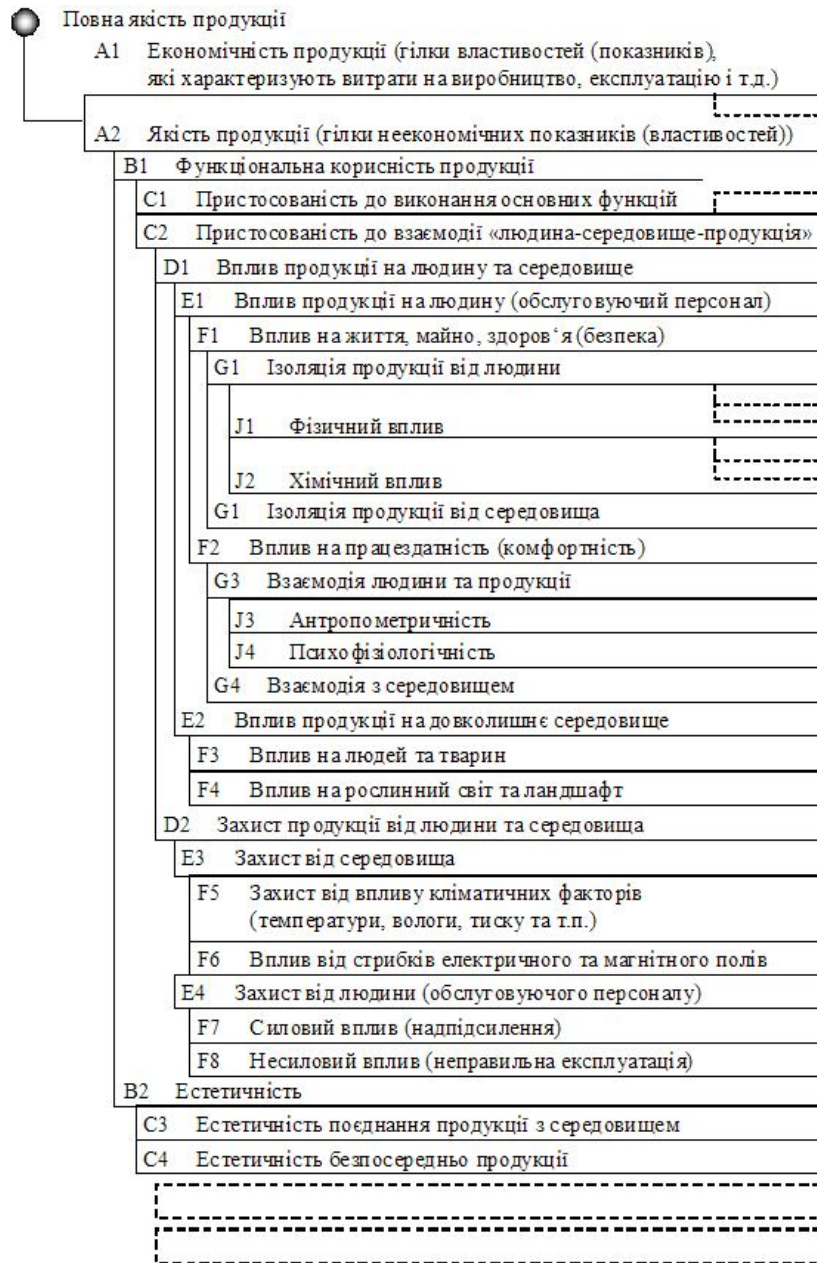 Повна якість продукції
A1 Економічність продукції (гілки властивостей (показників),
які характеризують витрати на виробництво, експлуатацію і т.д.)
A2 Якість продукції (гілки неекономічних показників (властивостей))
B1 Функціональна корисність продукції
C1 Пристосованість до виконання основних функцій
C2 Пристосованість до взаємодії «людина-середовище-продукція»
D1 Вплив продукції на людину та середовище
E1 Вплив продукції на людину (обслуговуючий персонал)
F1 Вплив на життя, майно, здоров‘я (безпека)
G1 Ізоляція продукції від людини
J1 Фізичний вплив
J2 Хімічний вплив
G1 Ізоляція продукції від середовища
F2 Вплив на працездатність (комфортність)
G3 Взаємодія людини та продукції
J3 Антропометричність
J4 Психофізіологічність
G4 Взаємодія з середовищем
E2 Вплив продукції на довколишнє середовище
F3 Вплив на людей та тварин
F4 Вплив на рослинний світ та ландшафт
D2 Захист продукції від людини та середовища
E3 Захист від середовища
F5 Захист від впливу кліматичних факторів
(температури, вологи, тиску та т.п.)
F6 Вплив від стрибків електричного та магнітного полів
E4 Захист від людини (обслуговуючого персоналу)
F7 Силовий вплив (надпідсилення)
F8 Несиловий вплив (неправильна експлуатація)
B2 Естетичність
C3 Естетичність поєднання продукції з середовищем
C4 Естетичність безпосередньо продукції